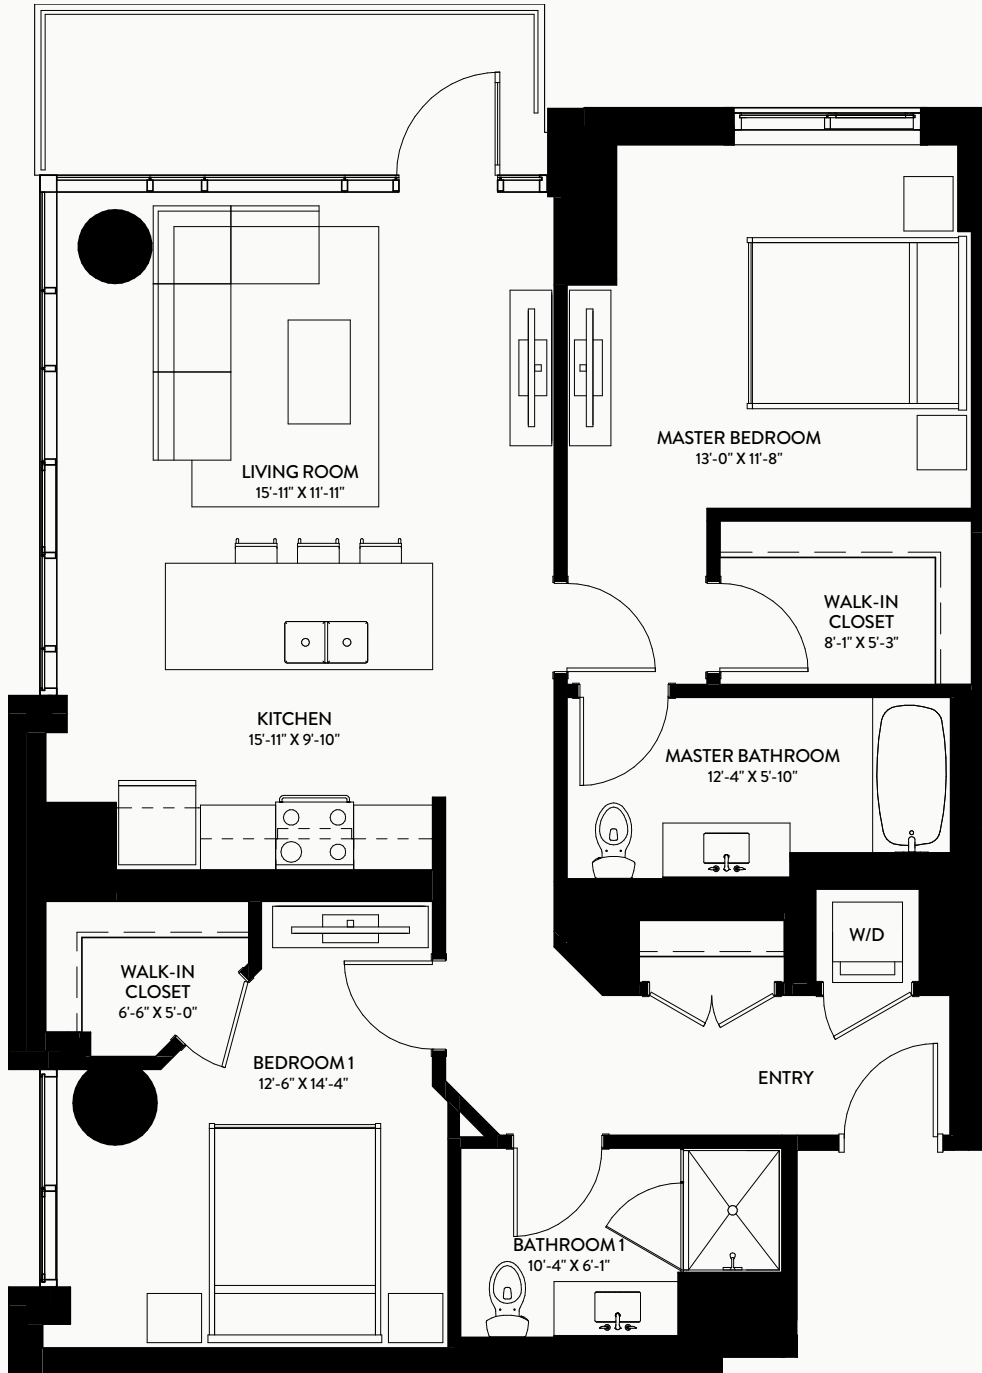 MASTER BEDROOM
13'-0" X 11'-8"
LIVING ROOM
15'-11" X 11'-11"
WALK-IN
CLOSET
8'-1" X 5'-3"
KITCHEN
15'-11" X 9'-10"
MASTER BATHROOM
12'-4" X 5'-10"
W/D
WALK-IN
CLOSET
6'-6" X 5'-0"
BEDROOM 1
12'-6" X 14'-4"
ENTRY
BATHROOM 1
10'-4" X 6'-1"